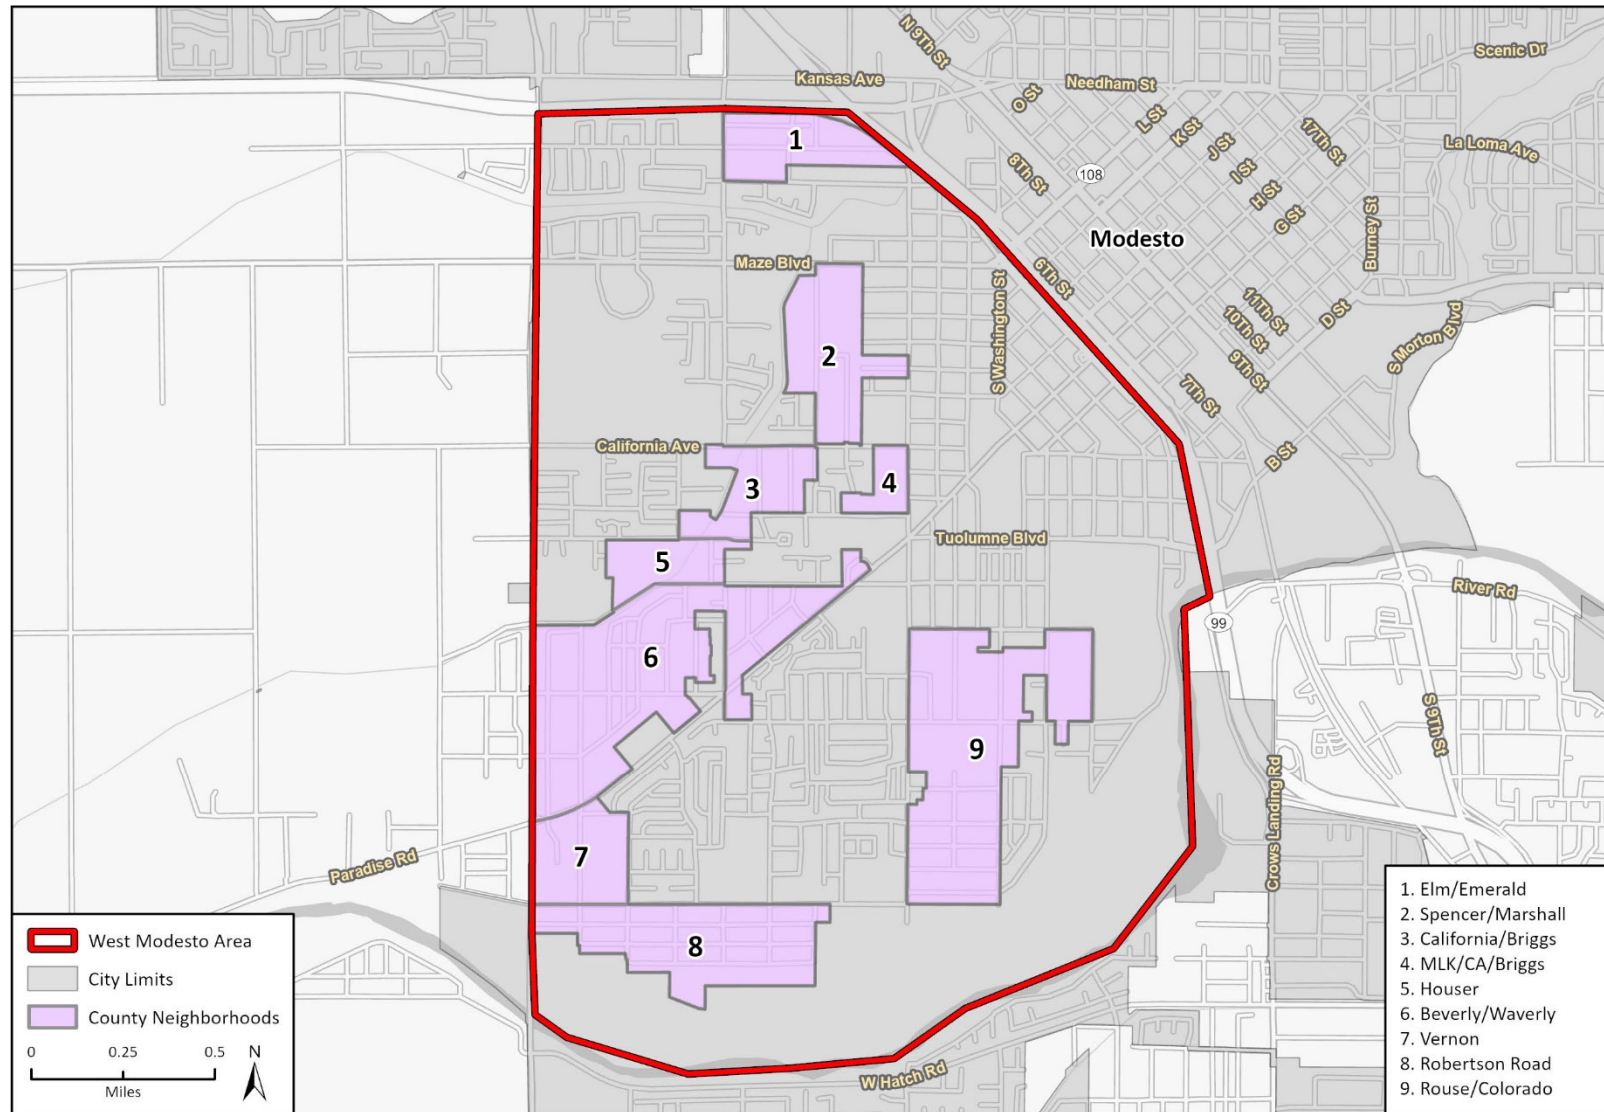 N 9Th St
Scenic Dr
Kansas Ave
Needham St
O St
L St
K St
J St
17Th St
La Loma Ave
1
8Th St
108
I St
H St
G St
Burney St
Modesto
Maze Blvd
6Th St
S Washington St
11Th St
10Th St
D St
9Th St
S Morton Blvd
2
7Th St
California Ave
B St
3
4
Tuolumne Blvd
5
River Rd
99
6
S 9Th St
9
Crows Landing Rd
7
Paradise Rd
8
W Hatch Rd
West Modesto Area
City Limits
County Neighborhoods
0 0.25 0.5
Miles
N
1. Elm/Emerald
2. Spencer/Marshall
3. California/Briggs
4. MLK/CA/Briggs
5. Houser
6. Beverly/Waverly
7. Vernon
8. Robertson Road
9. Rouse/Colorado